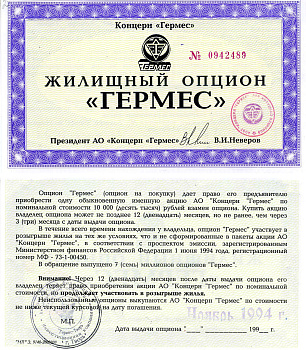 Концерн «Гермес»
ГЕРМЕС
№ 0942489
ЖИЛИЩНЫЙ ОПЦИОН
«ГЕРМЕС»
Президент АО «Концерн «Гермес» В.И.Неверов
Опцион "Гермес" (опцион на покупку) дает право его предъявителю
приобрести одну обыкновенную именную акцию АО "Концерн "Гермес" по
номинальной стоимости 10 000 (десять тысяч) рублей взамен опциона. Купить акцию
владелец опциона может не позднее 12 (двенадцати) месяцев, но не ранее, чем через
3 (три) месяца с даты выдачи опциона.
В течение всего времени нахождения у владельца, опцион "Гермес" участвует
в розыгрыше жилья на тех же условиях, что и не сформированные в пакеты акции
АО "Концерн "Гермес", в соответствии с проспектом эмиссии, зарегистрированным
Министерством финансов Российской Федерации 1 июня 1994 года, регистрационный
номер МФ - 73-1-00450.
В обращение выпущено 7 (семь) миллионов опционов "Гермес".
Внимание! Через 12 (двенадцать) месяцев после даты выдачи опциона его
владелец теряет право приобретения акции АО "Концерн "Гермес" по номинальной
стоимости, но продолжает участвовать в розыгрыше жилья.
Неиспользованные опционы выкупаются АО "Концерн "Гермес" по стоимости
не ниже текущей курсовой на дату погашения.
М.П.
Ноябрь 1994 г.
Дата выдачи опциона "___" ________ 199__ г.